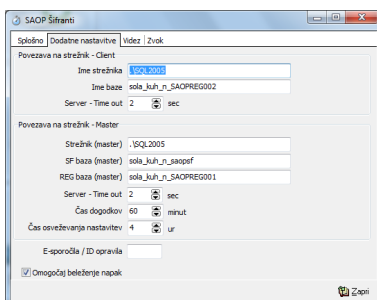 SAOP Šifranti
Splošno Dodatne nastavitve Videz Zvok
Povezava na strežnik - Client
Ime strežnika .\SQL2005
Ime baze sola_kuh_n_SAOPREG002
Server - Time out 2 sec
Povezava na strežnik - Master
Strežnik (master) .\SQL2005
SF baza (master) sola_kuh_n_saopsf
REG baza (master) sola_kuh_n_SAOPREG001
Server - Time out 2 sec
Čas dogodkov 60 minut
Čas osveževanja nastavitev 4 ur
E-sporočila / ID opravila
Omogočaj beleženje napak
Zapri